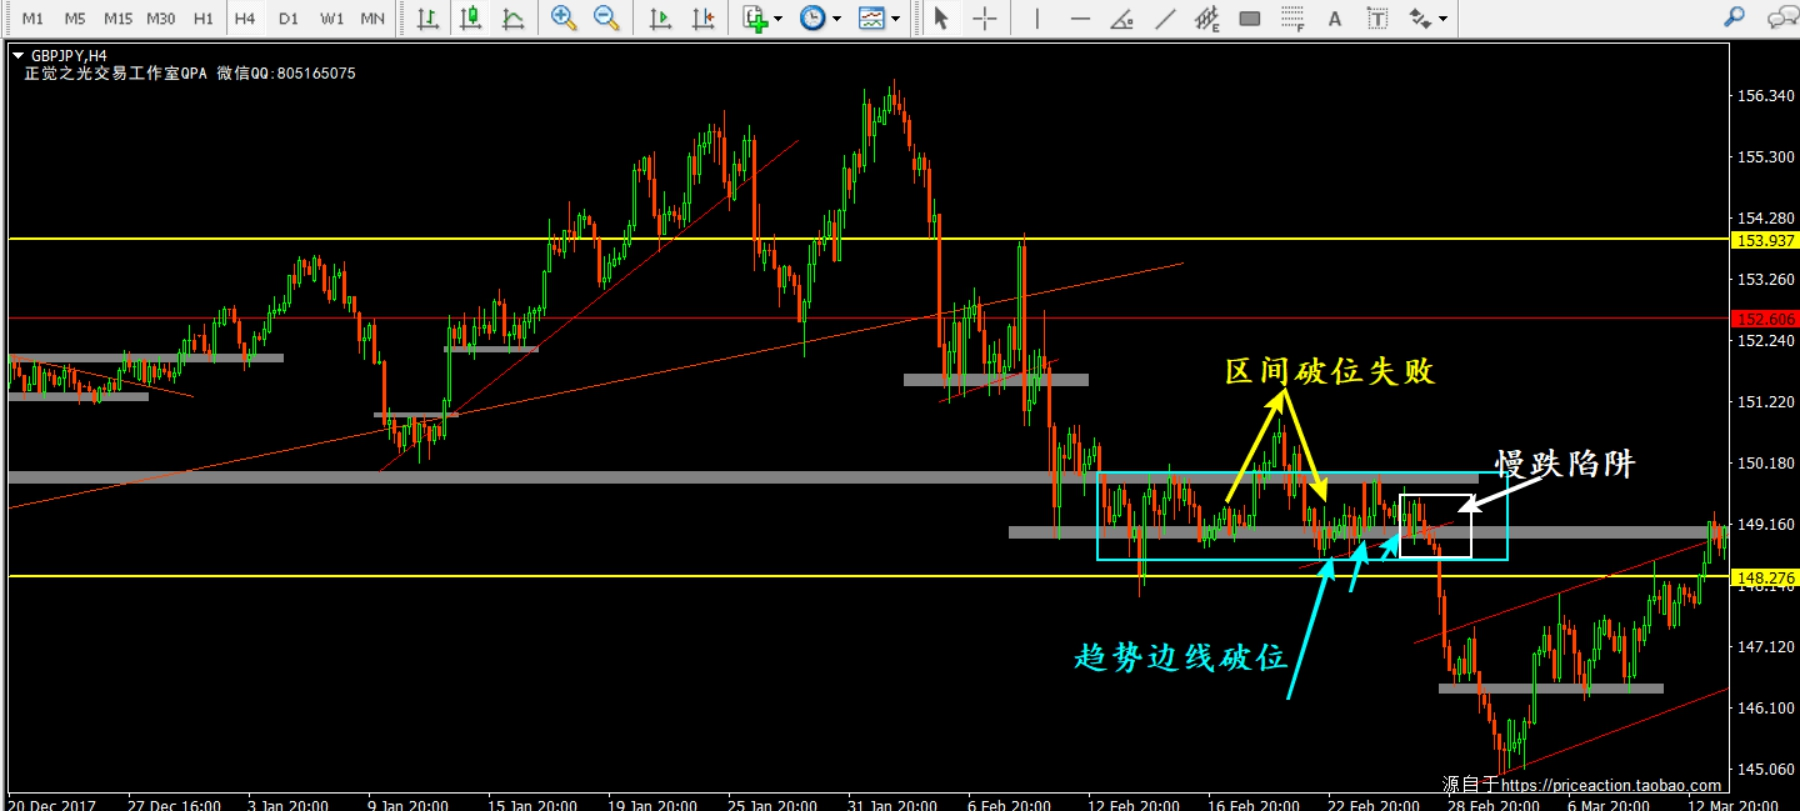 M1 M5 M15 M30 H1 H4 D1 W1 MN
GBPJPY,H4
正觉之光交易工作室QPA 微信QQ:805165075
156.340
155.300
154.280
153.937
153.260
152.606
152.240
151.220
150.180
149.160
148.276
147.120
146.100
145.060
区间破位失败
慢跌陷阱
趋势边线破位
源自于https://priceaction.taobao.com
20 Dec 2017 27 Dec 16:00 3 Jan 20:00 9 Jan 20:00 15 Jan 20:00 19 Jan 20:00 25 Jan 20:00 31 Jan 20:00 6 Feb 20:00 12 Feb 20:00 16 Feb 20:00 22 Feb 20:00 28 Feb 20:00 6 Mar 20:00 12 Mar 20:00